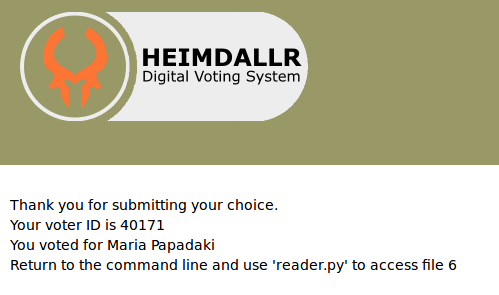 HEIMDALLR
Digital Voting System
Thank you for submitting your choice.
Your voter ID is 40171
You voted for Maria Papadaki
Return to the command line and use 'reader.py' to access file 6